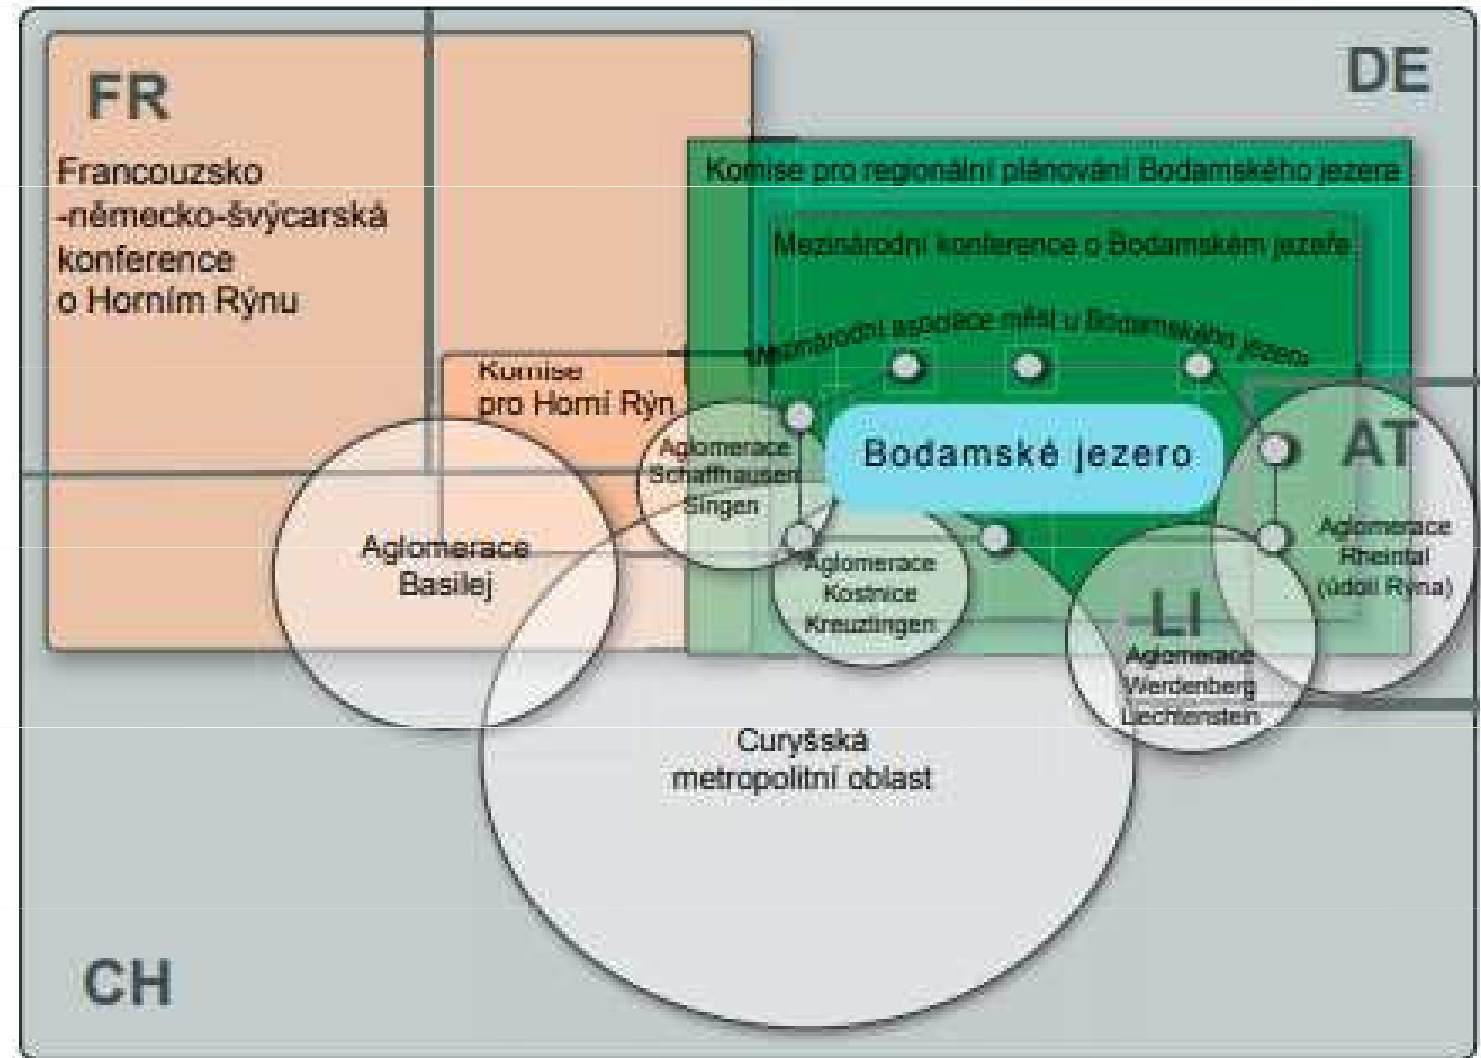 FR
DE
Francouzsko
-německo-švýcarská
konference
o Horním Rýnu
Komise pro regionální plánování Bodamského jezera
Mezinárodní konference o Bodamském jezeře
Mezinárodní asociace měst u Bodamského jezera
Komise
pro Horní Rýn
Aglomerace
Schaffhausen
Singen
Bodamské jezero
AT
Aglomerace
Rheintal
(údolí Rýna)
Aglomerace
Basilej
Aglomerace
Kostnice
Kreuzlingen
LI
Aglomerace
Werdenberg
Liechtenstein
Curyšská
metropolitní oblast
CH